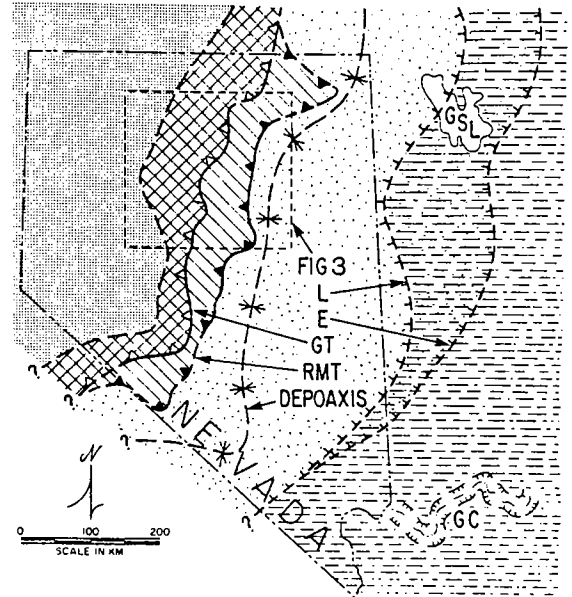 GSL
FIG 3
L
E
GT
RMT
DEPOAXIS
NEVADA
?
?
?
?
GC
N
0 100 200
SCALE IN KM